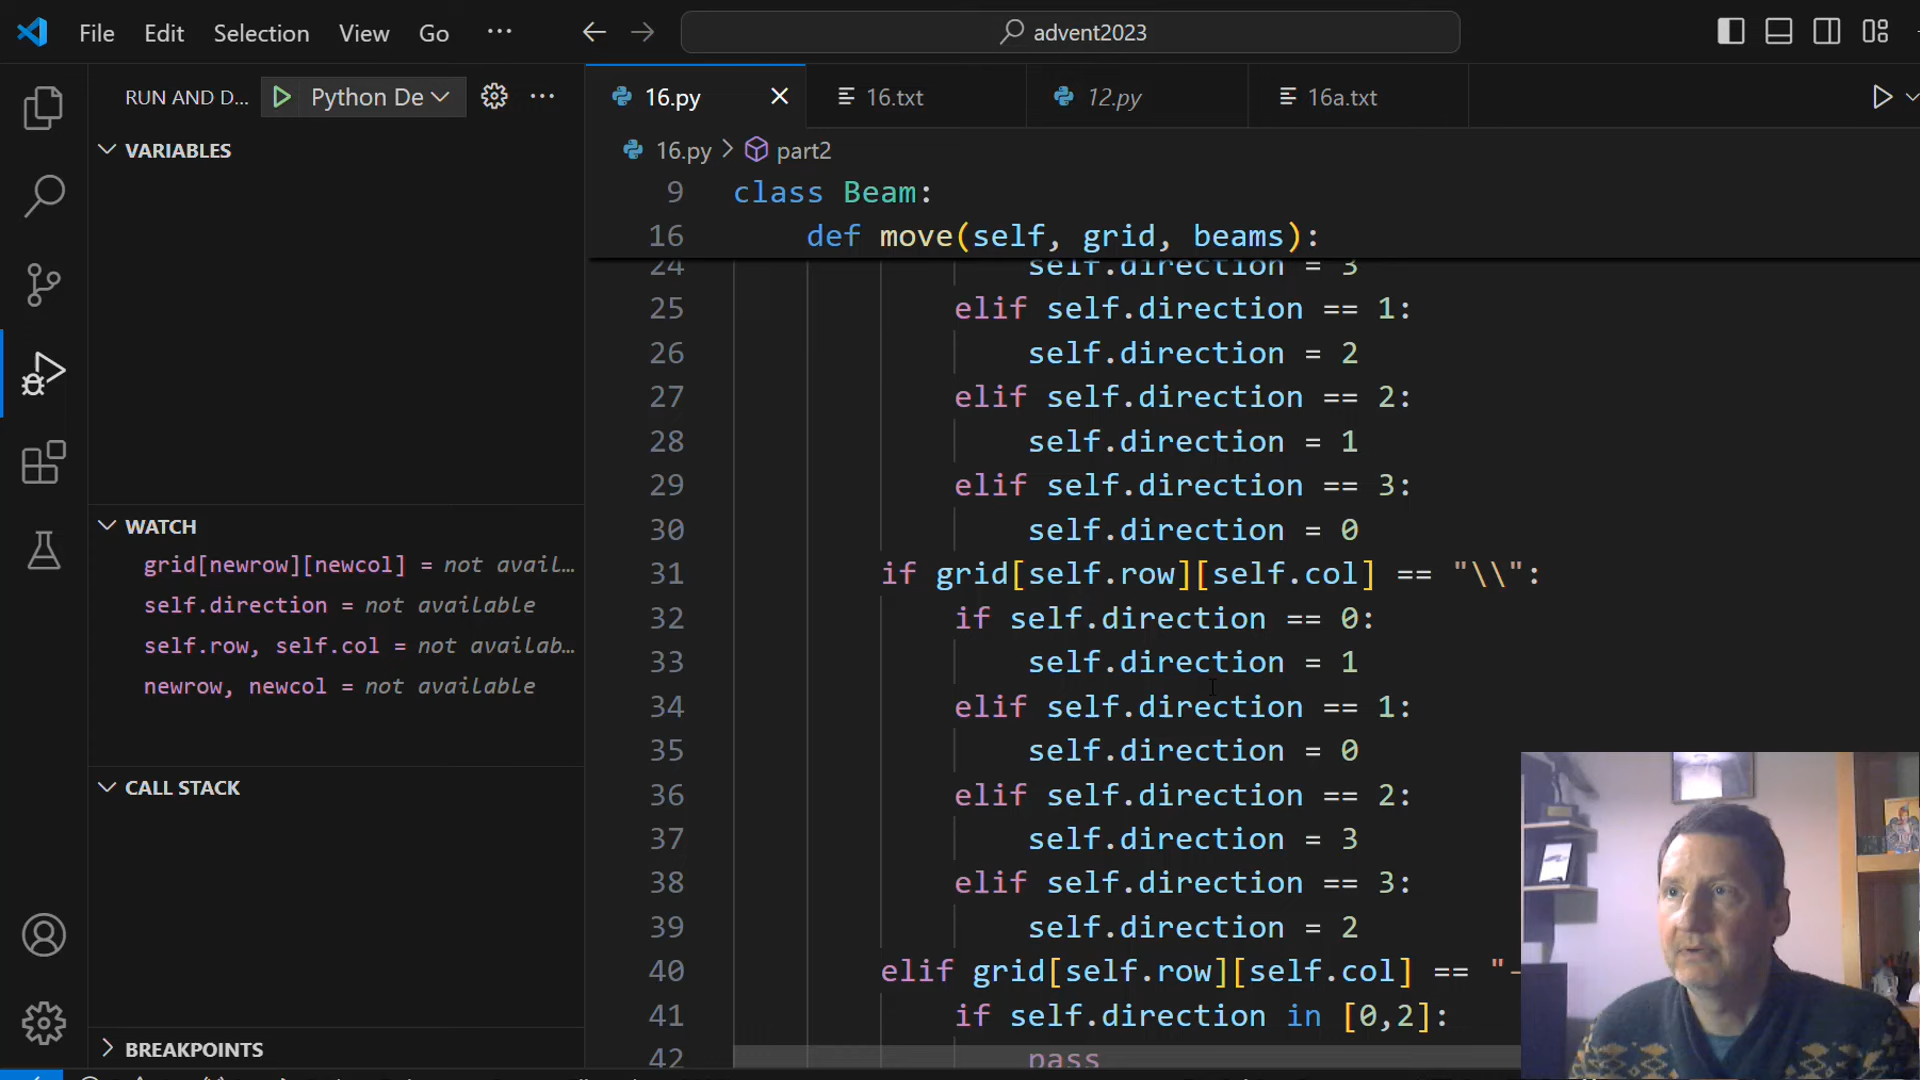 File Edit Selection View Go ··· advent2023
RUN AND D... Python De
16.py 16.txt 12.py 16a.txt
16.py > part2
VARIABLES
WATCH
grid[newrow][newcol] = not avail...
self.direction = not available
self.row, self.col = not availab...
newrow, newcol = not available
CALL STACK
BREAKPOINTS
9 class Beam:
16 def move(self, grid, beams):
24 self.direction = 3
25 elif self.direction == 1:
26 self.direction = 2
27 elif self.direction == 2:
28 self.direction = 1
29 elif self.direction == 3:
30 self.direction = 0
31 if grid[self.row][self.col] == "\\":
32 if self.direction == 0:
33 self.direction = 1
34 elif self.direction == 1:
35 self.direction = 0
36 elif self.direction == 2:
37 self.direction = 3
38 elif self.direction == 3:
39 self.direction = 2
40 elif grid[self.row][self.col] == "-
41 if self.direction in [0,2]:
42 pass